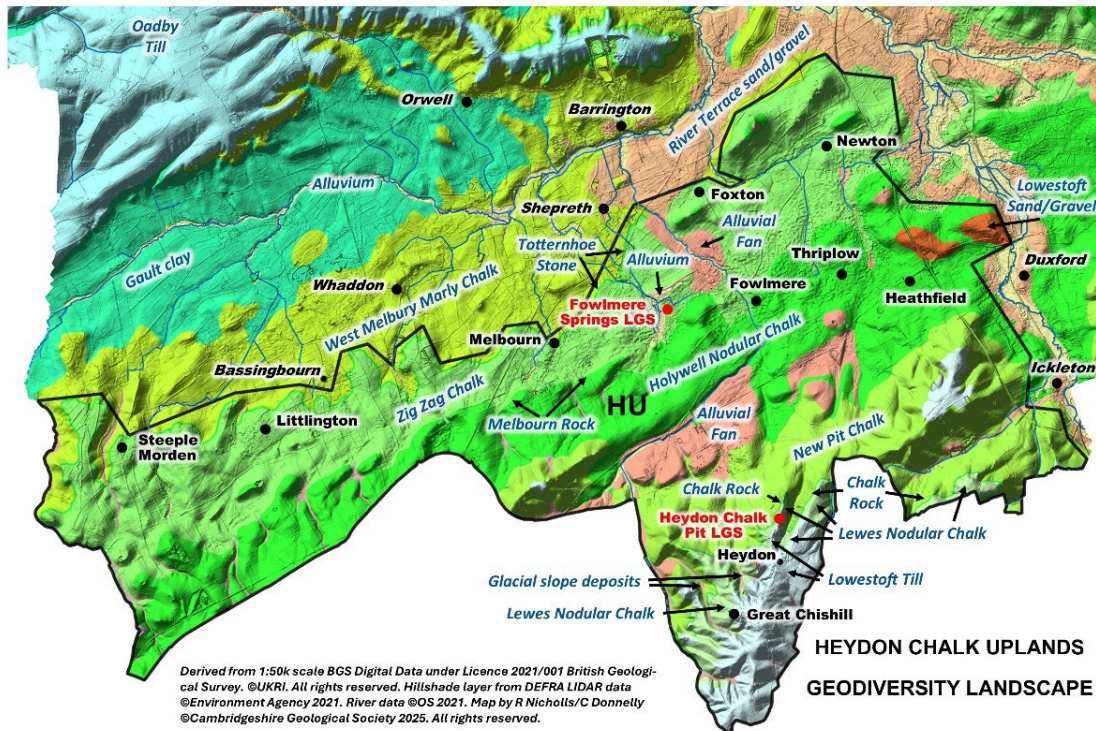 Oadby
Till
Orwell
Barrington
River Terrace sand/gravel
Newton
Alluvium
Shepreth
Foxton
Lowestoft
Sand/Gravel
Alluvial
Fan
Totternhoe
Stone
Alluvium
Thriplow
Duxford
Gault clay
Whaddon
West Melbury Marly Chalk
Fowlmere
Springs LGS
Fowlmere
Heathfield
Melbourn
Bassingbourn
Zig Zag Chalk
Holywell Nodular Chalk
Ickleton
HU
Melbourn Rock
Littlington
Steeple
Morden
Alluvial
Fan
New Pit Chalk
Chalk Rock
Chalk
Rock
Heydon Chalk
Pit LGS
Lewes Nodular Chalk
Heydon
Glacial slope deposits
Lowestoft Till
Lewes Nodular Chalk
Great Chishill
HEYDON CHALK UPLANDS
GEODIVERSITY LANDSCAPE
Derived from 1:50k scale BGS Digital Data under Licence 2021/001 British Geologi-
cal Survey. ©UKRI. All rights reserved. Hillshade layer from DEFRA LIDAR data
©Environment Agency 2021. River data ©OS 2021. Map by R Nicholls/C Donnelly
©Cambridgeshire Geological Society 2025. All rights reserved.